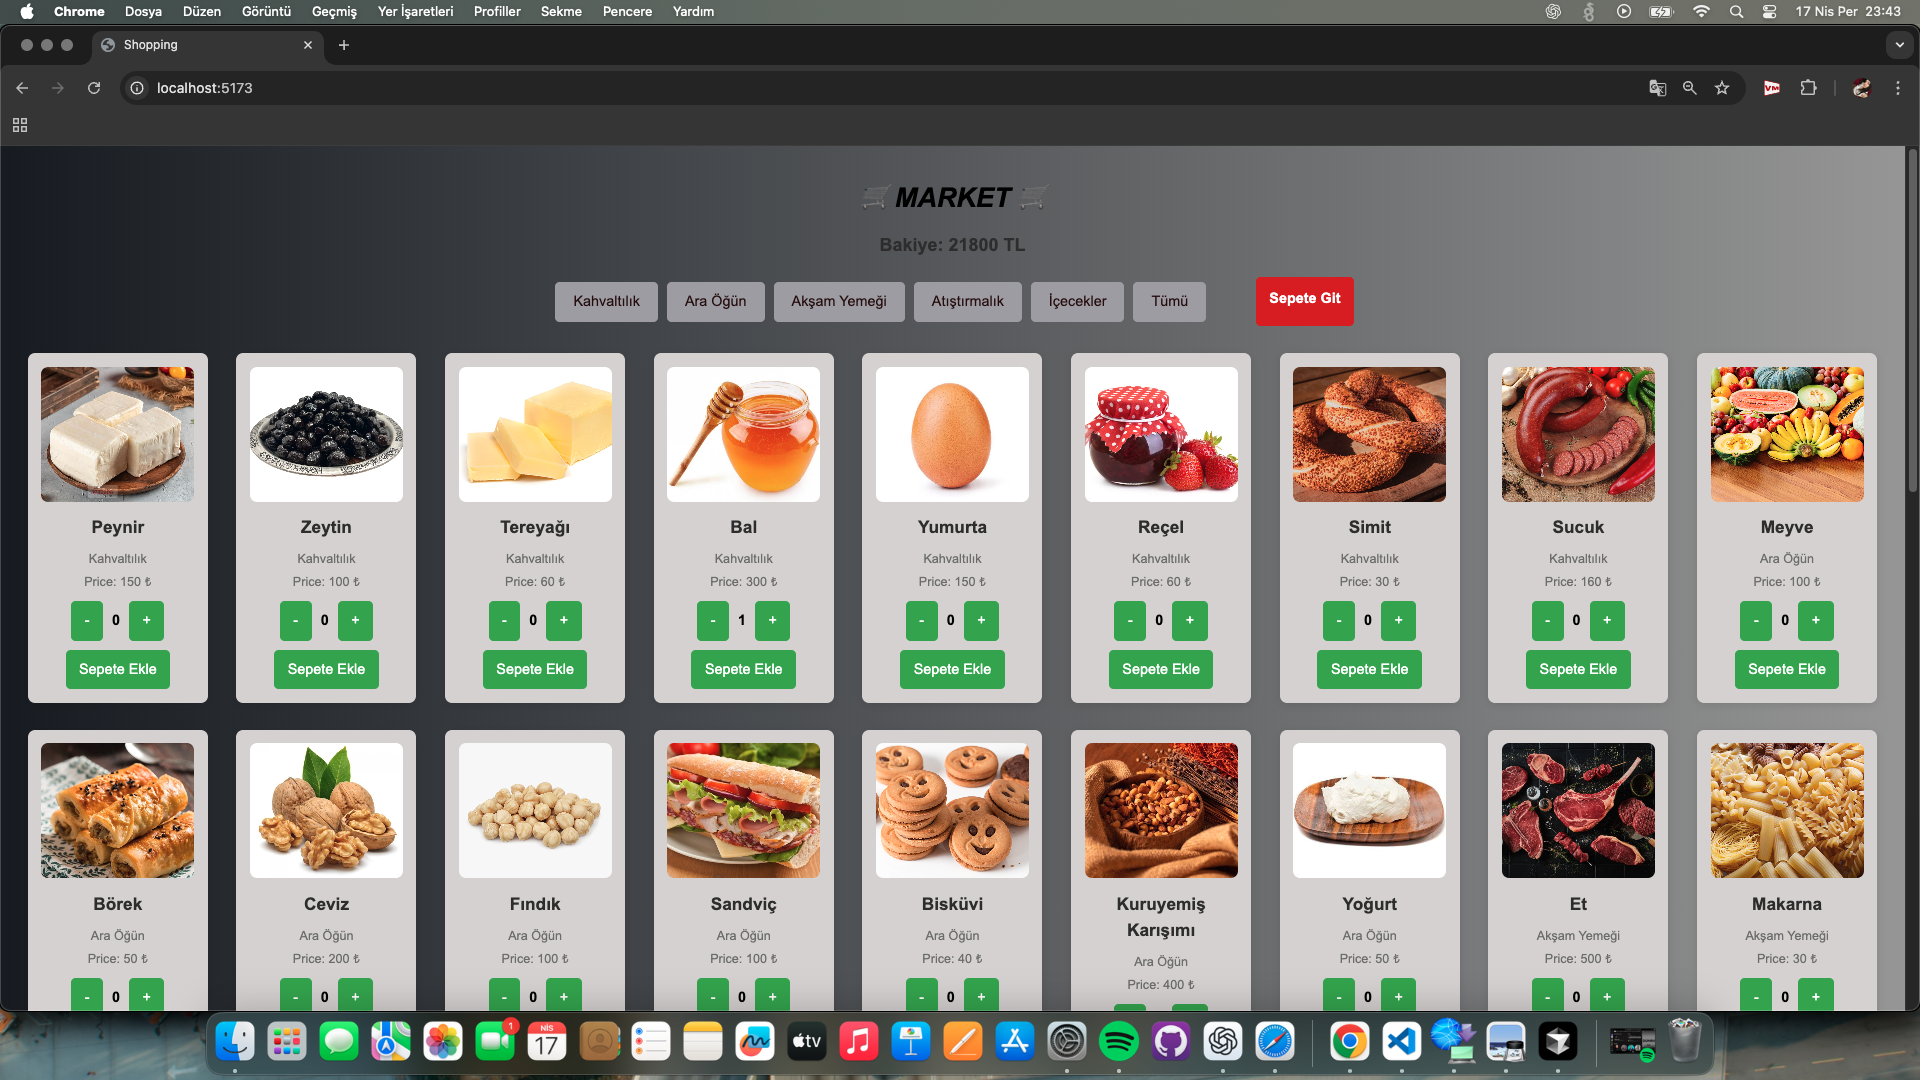 Chrome Dosya Düzen Görüntü Geçmiş Yer İşaretleri Profiller Sekme Pencere Yardım 17 Nis Per 23:43
Shopping
localhost:5173
VM
MARKET
Bakiye: 21800 TL
Kahvaltılık Ara Öğün Akşam Yemeği Atıştırmalık İçecekler Tümü Sepete Git
Peynir Zeytin Tereyağı Bal Yumurta Reçel Simit Sucuk Meyve
Kahvaltılık Kahvaltılık Kahvaltılık Kahvaltılık Kahvaltılık Kahvaltılık Kahvaltılık Kahvaltılık Ara Öğün
Price: 150 ₺ Price: 100 ₺ Price: 60 ₺ Price: 300 ₺ Price: 150 ₺ Price: 60 ₺ Price: 30 ₺ Price: 160 ₺ Price: 100 ₺
- 0 + - 0 + - 0 + - 1 + - 0 + - 0 + - 0 + - 0 + - 0 +
Sepete Ekle Sepete Ekle Sepete Ekle Sepete Ekle Sepete Ekle Sepete Ekle Sepete Ekle Sepete Ekle Sepete Ekle
Börek Ceviz Fındık Sandviç Bisküvi Kuruyemiş Yoğurt Et Makarna
Karışımı
Ara Öğün Ara Öğün Ara Öğün Ara Öğün Ara Öğün Ara Öğün Ara Öğün Akşam Yemeği Akşam Yemeği
Price: 50 ₺ Price: 200 ₺ Price: 100 ₺ Price: 100 ₺ Price: 40 ₺ Price: 400 ₺ Price: 50 ₺ Price: 500 ₺ Price: 30 ₺
- 0 + - 0 + - 0 + - 0 + - 0 + - 0 + - 0 + - 0 +
1
NİS
17
tv